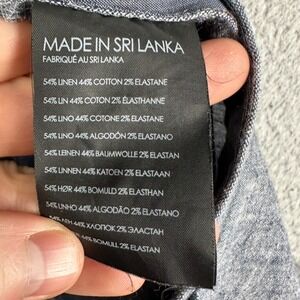 MADE IN SRI LANKA
FABRIQUÉ AU SRI LANKA
54% LINEN 44% COTTON 2% ELASTANE
54% LIN 44% COTON 2% ÉLASTHANNE
54% LINO 44% COTONE 2% ELASTANE
54% LINO 44% ALGODÓN 2% ELASTANO
54% LEINEN 44% BAUMWOLLE 2% ELASTAN
54% LINNEN 44% KATOEN 2% ELASTAAN
54% HØR 44% BOMULD 2% ELASTHAN
54% LINHO 44% ALGODÃO 2% ELASTANO
54% ЛЕН 44% ХЛОПОК 2% ЭЛАСТАН
44% BOMULL 2% ELASTAN